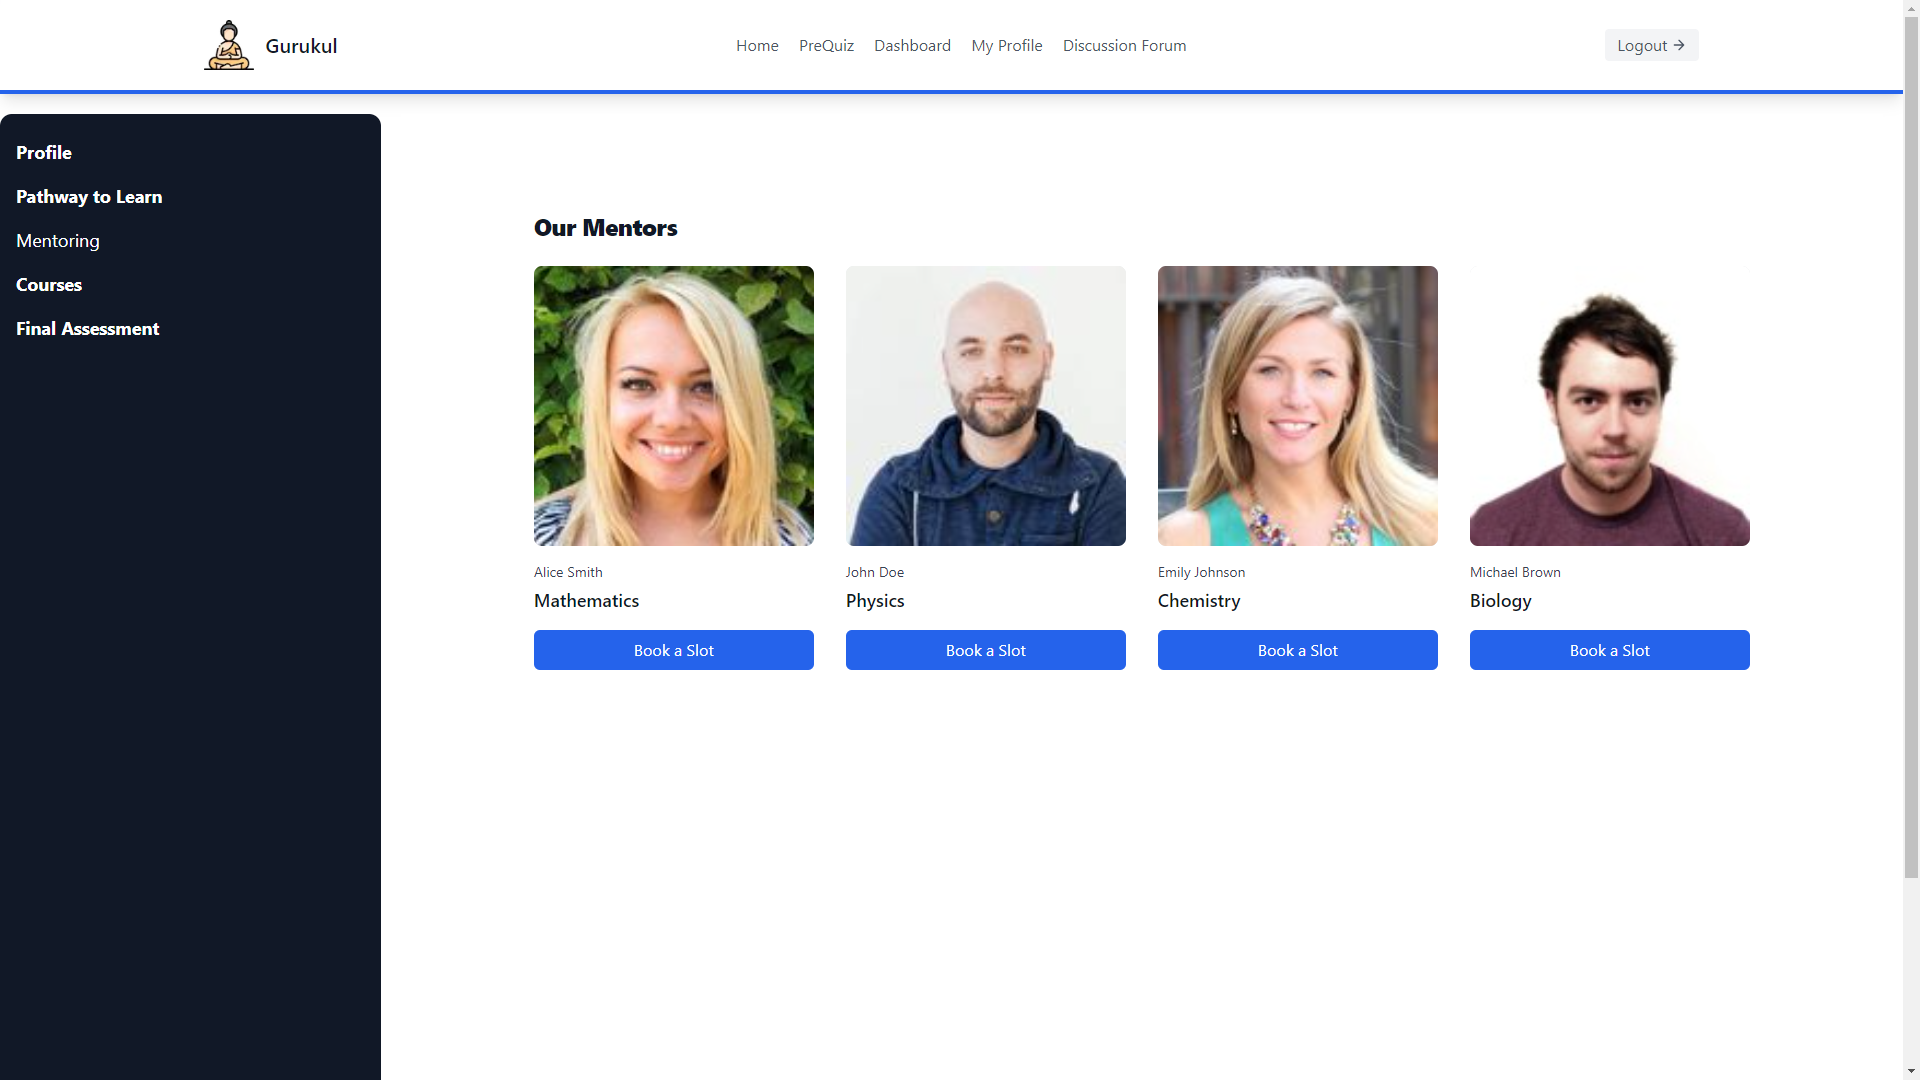 Gurukul
Home PreQuiz Dashboard My Profile Discussion Forum
Logout →
Profile
Pathway to Learn
Mentoring
Courses
Final Assessment
Our Mentors
Alice Smith
Mathematics
Book a Slot
John Doe
Physics
Book a Slot
Emily Johnson
Chemistry
Book a Slot
Michael Brown
Biology
Book a Slot